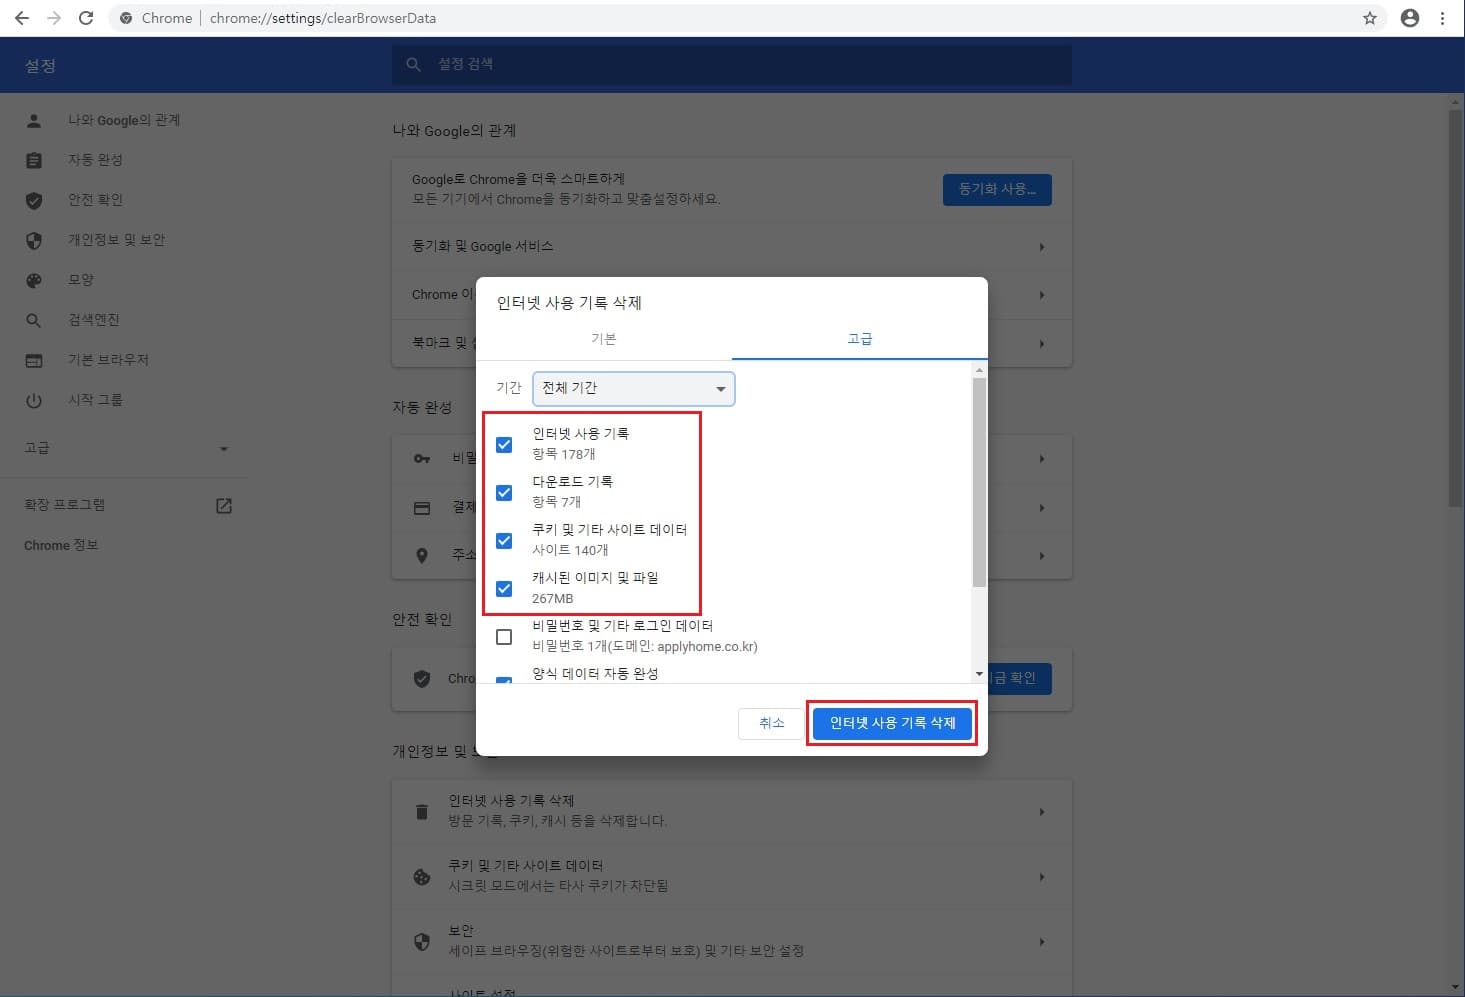 Chrome | chrome://settings/clearBrowserData
설정
설정 검색
나와 Google의 관계
자동 완성
안전 확인
개인정보 및 보안
모양
검색엔진
기본 브라우저
시작 그룹
고급
확장 프로그램
Chrome 정보
나와 Google의 관계
Google로 Chrome을 더욱 스마트하게
모든 기기에서 Chrome을 동기화하고 맞춤설정하세요.
동기화 사용...
동기화 및 Google 서비스
Chrome
북마크 및
자동 완성
안전 확인
Chro
확인
개인정보 및
인터넷 사용 기록 삭제
기본
고급
기간
전체 기간
인터넷 사용 기록
항목 178개
다운로드 기록
항목 7개
쿠키 및 기타 사이트 데이터
사이트 140개
캐시된 이미지 및 파일
267MB
비밀번호 및 기타 로그인 데이터
비밀번호 1개(도메인: applyhome.co.kr)
양식 데이터 자동 완성
취소
인터넷 사용 기록 삭제
인터넷 사용 기록 삭제
방문 기록, 쿠키, 캐시 등을 삭제합니다.
쿠키 및 기타 사이트 데이터
시크릿 모드에서는 타사 쿠키가 차단됨
보안
세이프 브라우징(위험한 사이트로부터 보호) 및 기타 보안 설정
사이트 설정